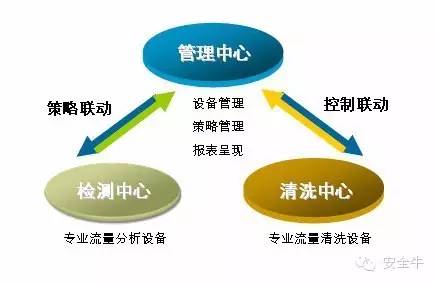 管理中心
策略联动
控制联动
设备管理
策略管理
报表呈现
检测中心
清洗中心
专业流量分析设备
专业流量清洗设备
安全牛